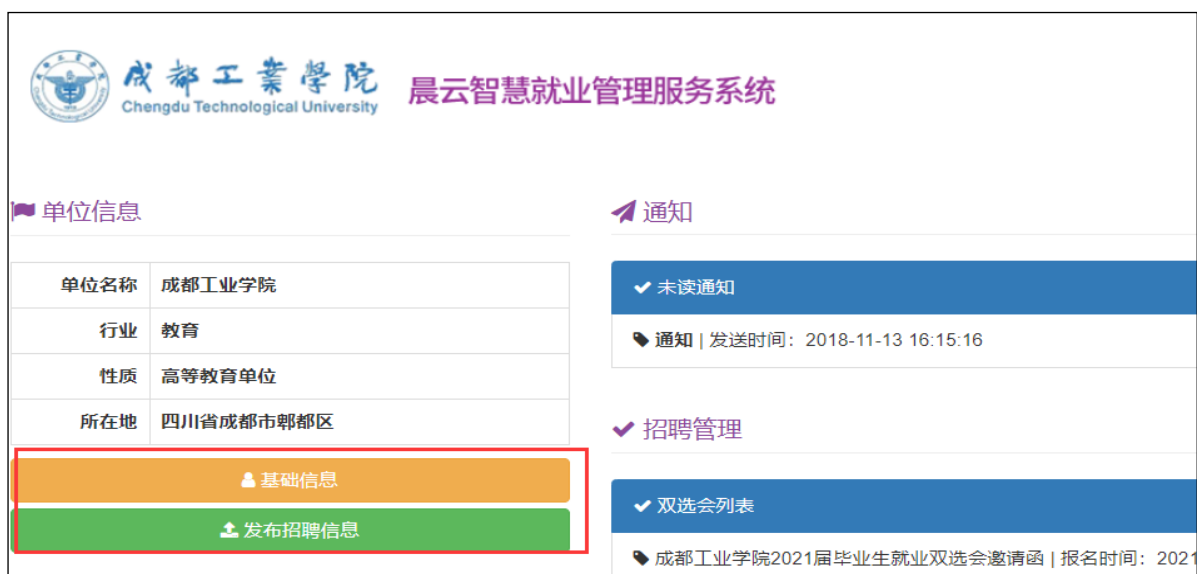 成都工業學院
Chengdu Technological University
晨云智慧就业管理服务系统
单位信息
单位名称 成都工业学院
行业 教育
性质 高等教育单位
所在地 四川省成都市郫都区
基础信息
发布招聘信息
通知
未读通知
通知 | 发送时间：2018-11-13 16:15:16
招聘管理
双选会列表
成都工业学院2021届毕业生就业双选会邀请函 | 报名时间：2021